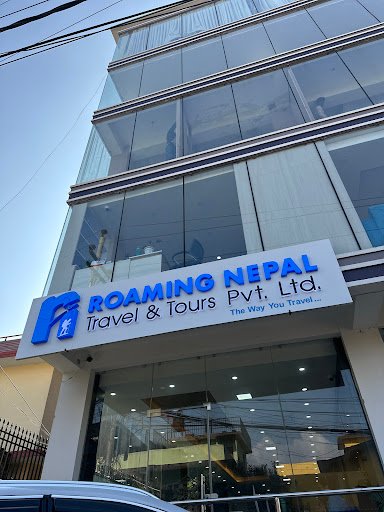 ROAMING NEPAL
Travel & Tours Pvt. Ltd.
The Way You Travel...